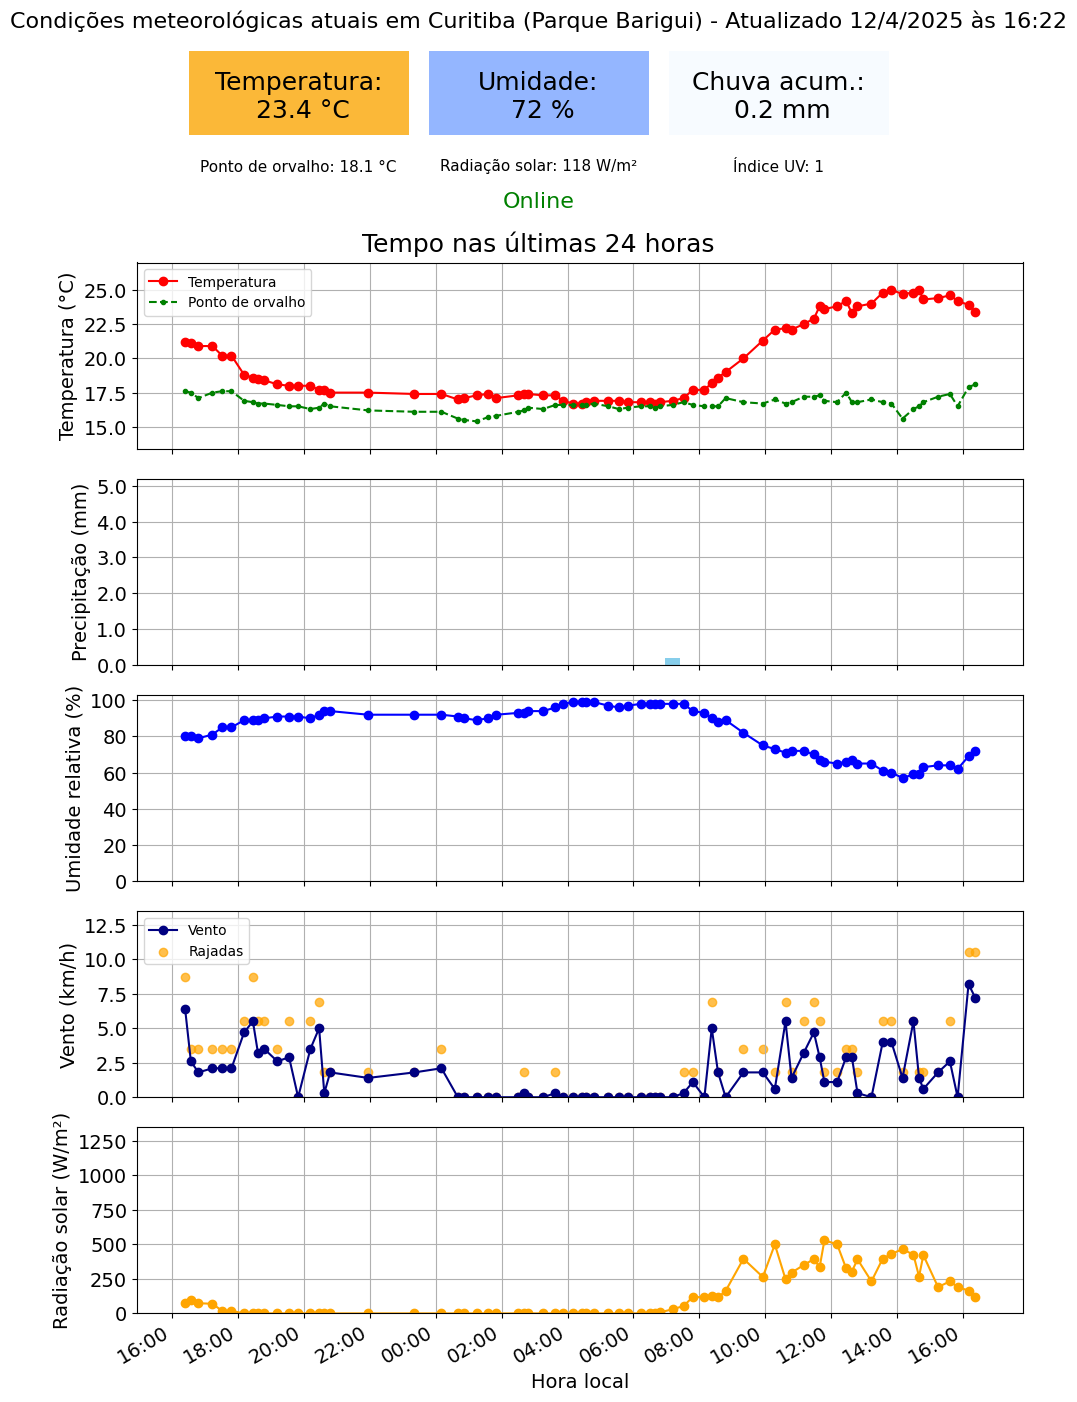 Condições meteorológicas atuais em Curitiba (Parque Barigui) - Atualizado 12/4/2025 às 16:22
Temperatura:
23.4 °C
Umidade:
72 %
Chuva acum.:
0.2 mm
Ponto de orvalho: 18.1 °C
Radiação solar: 118 W/m²
Índice UV: 1
Online
Tempo nas últimas 24 horas
Temperatura (°C)
25.0
22.5
20.0
17.5
15.0
Temperatura
Ponto de orvalho
Precipitação (mm)
5.0
4.0
3.0
2.0
1.0
0.0
Umidade relativa (%)
100
80
60
40
20
0
Vento (km/h)
12.5
10.0
7.5
5.0
2.5
0.0
Vento
Rajadas
Radiação solar (W/m²)
1250
1000
750
500
250
0
16:00
18:00
20:00
22:00
00:00
02:00
04:00
06:00
08:00
10:00
12:00
14:00
16:00
Hora local